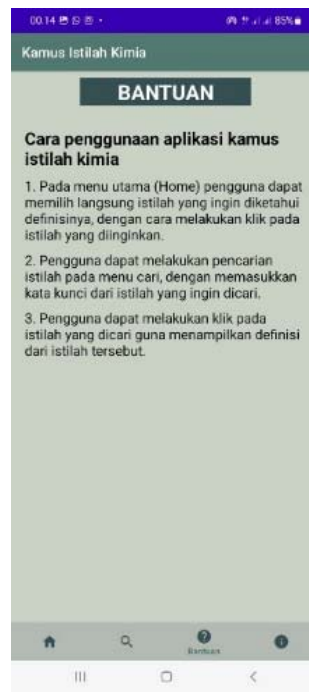 00.14
85%
Kamus Istilah Kimia
BANTUAN
Cara penggunaan aplikasi kamus
istilah kimia
1. Pada menu utama (Home) pengguna dapat
memilih langsung istilah yang ingin diketahui
definisinya, dengan cara melakukan klik pada
istilah yang diinginkan.
2. Pengguna dapat melakukan pencarian
istilah pada menu cari, dengan memasukkan
kata kunci dari istilah yang ingin dicari.
3. Pengguna dapat melakukan klik pada
istilah yang dicari guna menampilkan definisi
dari istilah tersebut.
Bantuan